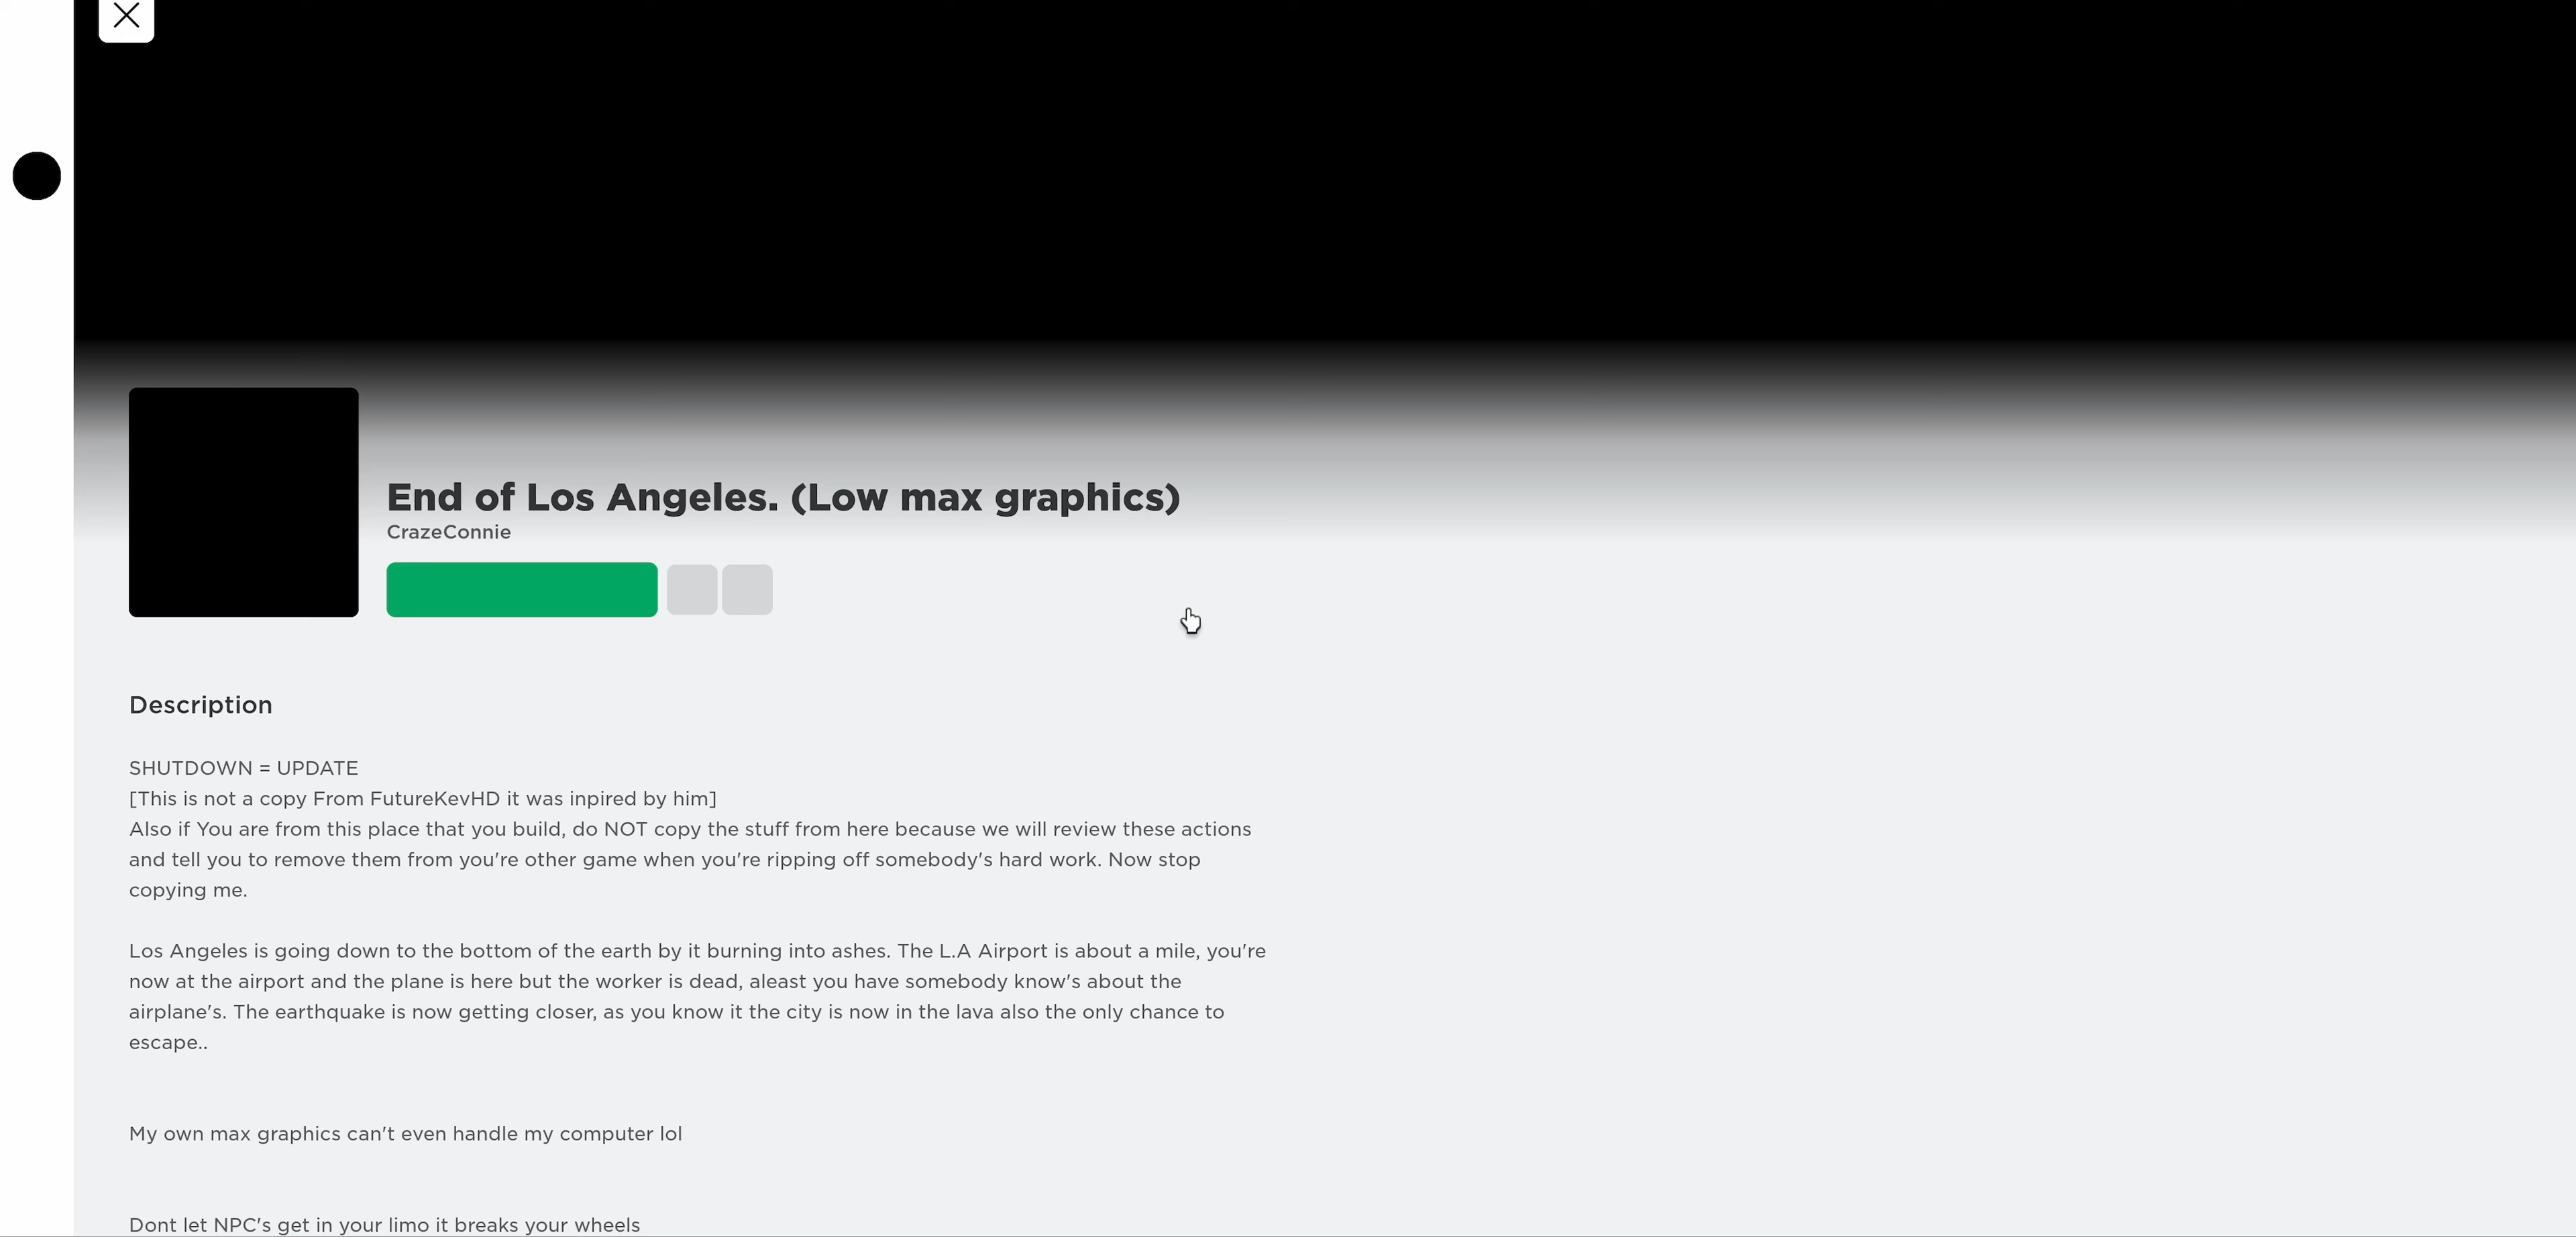 End of Los Angeles. (Low max graphics)
CrazeConnie
Description
SHUTDOWN = UPDATE
[This is not a copy From FutureKevHD it was inpired by him]
Also if You are from this place that you build, do NOT copy the stuff from here because we will review these actions
and tell you to remove them from you're other game when you're ripping off somebody's hard work. Now stop
copying me.
Los Angeles is going down to the bottom of the earth by it burning into ashes. The L.A Airport is about a mile, you're
now at the airport and the plane is here but the worker is dead, aleast you have somebody know's about the
airplane's. The earthquake is now getting closer, as you know it the city is now in the lava also the only chance to
escape..
My own max graphics can't even handle my computer lol
Dont let NPC's get in your limo it breaks your wheels